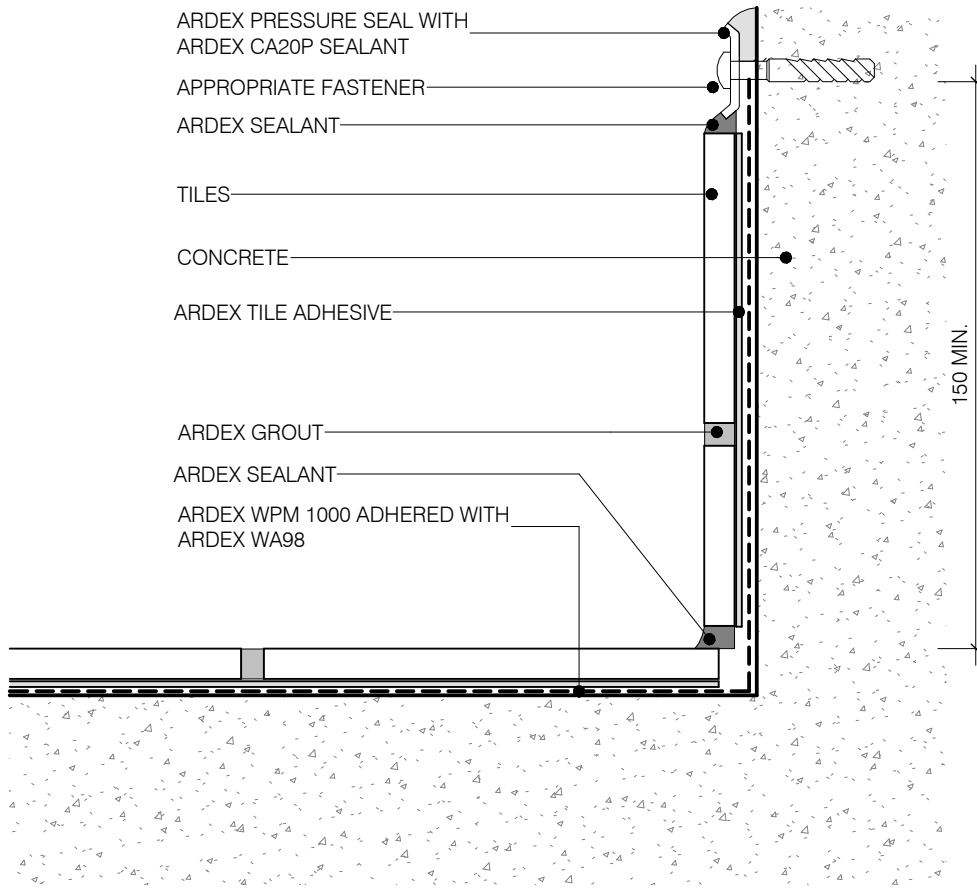 ARDEX PRESSURE SEAL WITH
ARDEX CA20P SEALANT
APPROPRIATE FASTENER
ARDEX SEALANT
TILES
CONCRETE
ARDEX TILE ADHESIVE
150 MIN.
ARDEX GROUT
ARDEX SEALANT
ARDEX WPM 1000 ADHERED WITH
ARDEX WA98